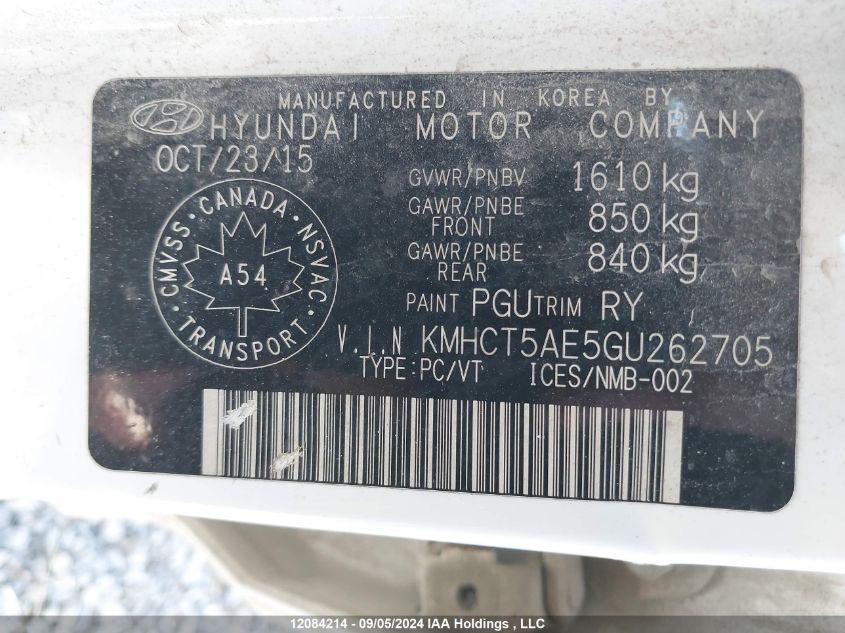 MANUFACTURED IN KOREA BY
HYUNDAI MOTOR COMPANY
OCT/23/15
GVWR/PNBV 1610 kg
GAWR/PNBE FRONT 850 kg
GAWR/PNBE REAR 840 kg
CANADA
CMVSS · NSVAC
A54
TRANSPORT
PAINT PGU TRIM RY
V.I.N KMHCT5AE5GU262705
TYPE:PC/VT ICES/NMB-002
12084214 - 09/05/2024 IAA Holdings , LLC